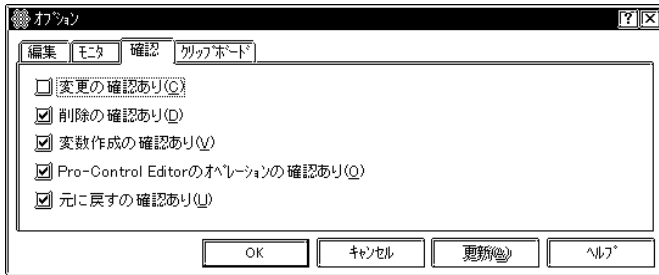 オプション
編集 モニタ 確認 クリップボード
変更の確認あり(C)
削除の確認あり(D)
変数作成の確認あり(V)
Pro-Control Editorのオペレーションの確認あり(O)
元に戻すの確認あり(U)
OK キャンセル 更新(@) ヘルプ